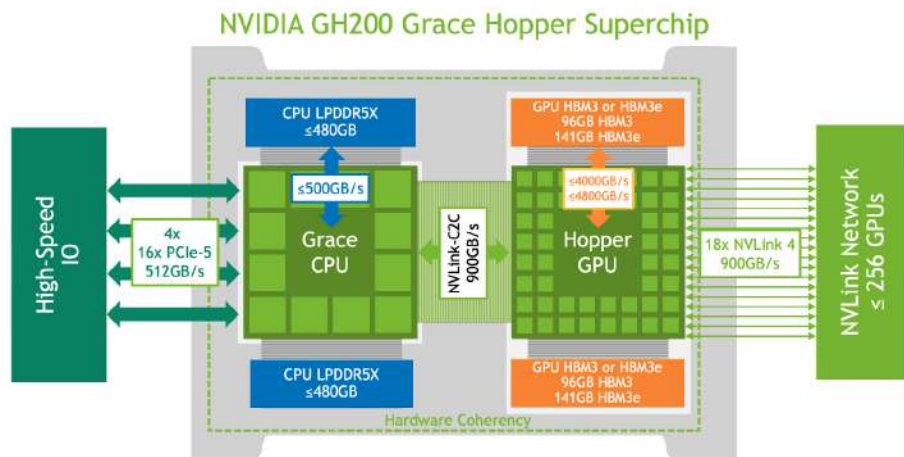 NVIDIA GH200 Grace Hopper Superchip
High-Speed
IO
4x
16x PCIe-5
512GB/s
CPU LPDDR5X
≤480GB
≤500GB/s
Grace
CPU
CPU LPDDR5X
≤480GB
NVLink-C2C
900GB/s
GPU HBM3 or HBM3e
96GB HBM3
141GB HBM3e
≤4000GB/s
≤4800GB/s
Hopper
GPU
GPU HBM3 or HBM3e
96GB HBM3
141GB HBM3e
18x NVLink 4
900GB/s
NVLink Network
≤ 256 GPUs
Hardware Coherency